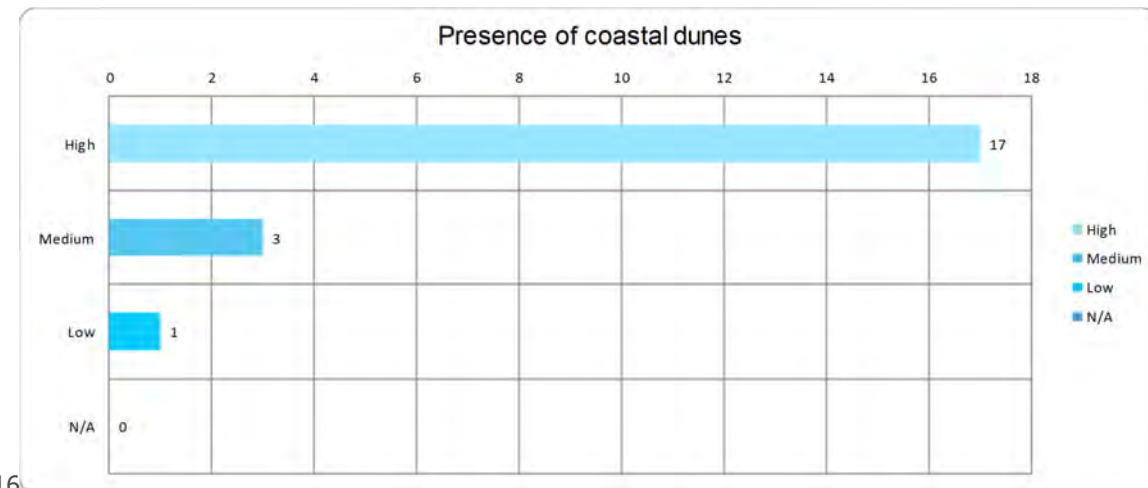 Presence of coastal dunes
0 2 4 6 8 10 12 14 16 18
High 17
High
Medium 3
Medium
Low
Low 1
N/A
N/A 0
16